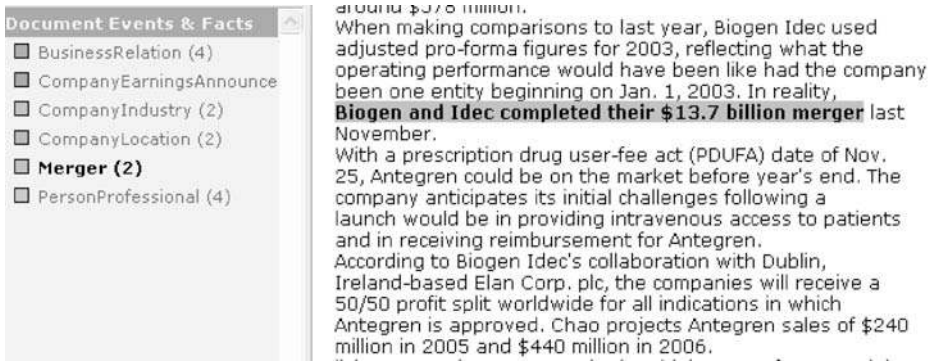 Document Events & Facts
BusinessRelation (4)
CompanyEarningsAnnounce
CompanyIndustry (2)
CompanyLocation (2)
Merger (2)
PersonProfessional (4)
around $578 million.
When making comparisons to last year, Biogen Idec used
adjusted pro-forma figures for 2003, reflecting what the
operating performance would have been like had the company
been one entity beginning on Jan. 1, 2003. In reality,
Biogen and Idec completed their $13.7 billion merger last
November.
With a prescription drug user-fee act (PDUFA) date of Nov.
25, Antegren could be on the market before year's end. The
company anticipates its initial challenges following a
launch would be in providing intravenous access to patients
and in receiving reimbursement for Antegren.
According to Biogen Idec's collaboration with Dublin,
Ireland-based Elan Corp. plc, the companies will receive a
50/50 profit split worldwide for all indications in which
Antegren is approved. Chao projects Antegren sales of $240
million in 2005 and $440 million in 2006.